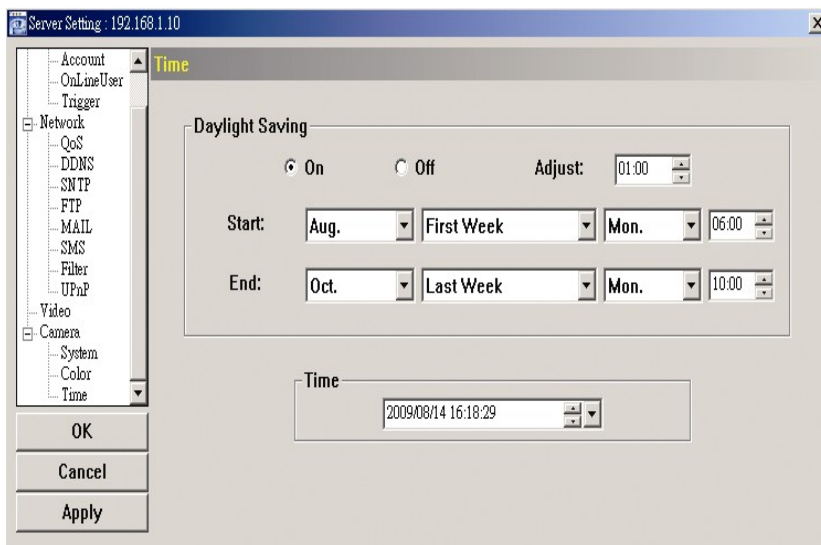 Server Setting : 192.168.1.10
X
Account
OnLineUser
Trigger
Network
QoS
DDNS
SNTP
FTP
MAIL
SMS
Filter
UPnP
Video
Camera
System
Color
Time
OK
Cancel
Apply
Time
Daylight Saving
On Off Adjust: 01:00
Start: Aug. First Week Mon. 06:00
End: Oct. Last Week Mon. 10:00
Time
2009/08/14 16:18:29